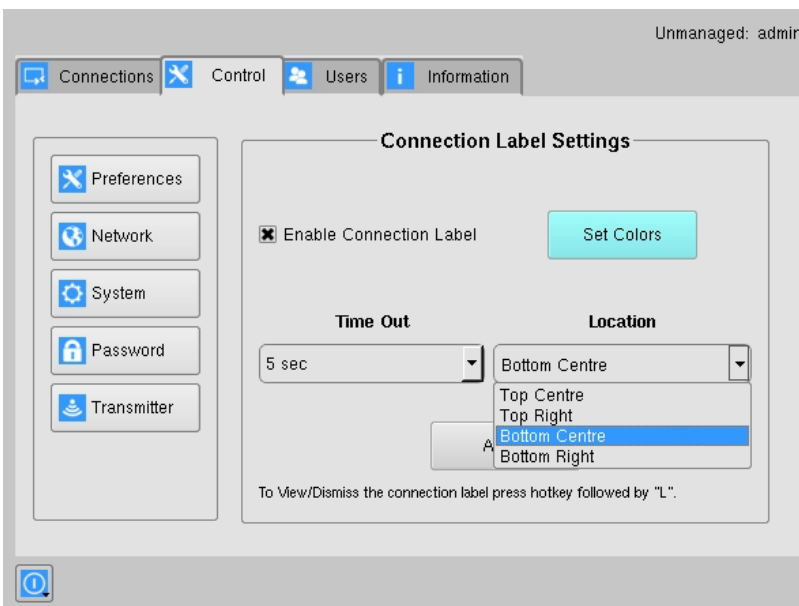 Unmanaged: admin
Connections
Control
Users
Information
Preferences
Network
System
Password
Transmitter
Connection Label Settings
Enable Connection Label
Set Colors
Time Out
Location
5 sec
Bottom Centre
Top Centre
Top Right
Bottom Centre
Bottom Right
A
To View/Dismiss the connection label press hotkey followed by "L".